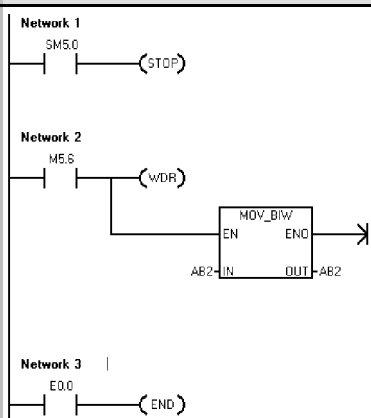 Network 1
SM5.0
STOP
Network 2
M5.6
WDR
MOV_BIW
EN ENO
AB2 IN OUT AB2
Network 3
E0.0
END